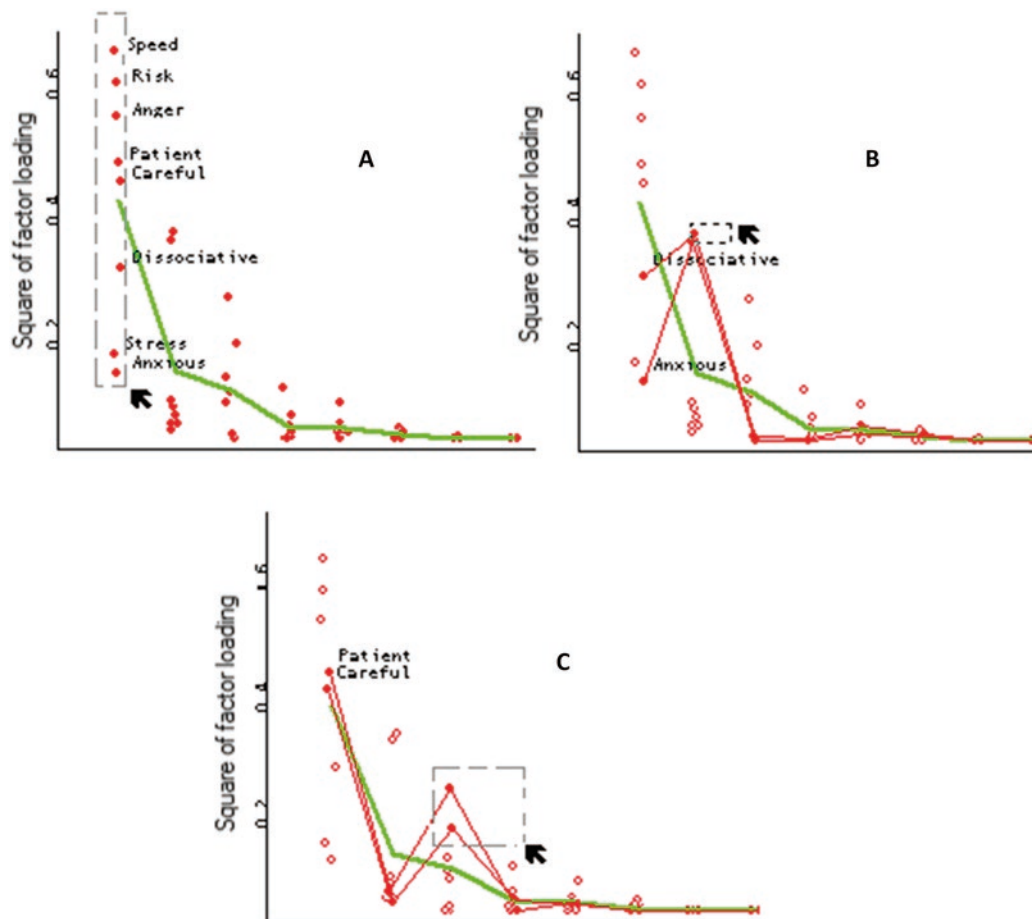 Speed
Risk
Anger
Patient
Careful
Dissociative
Stress
Anxious
A
Square of factor loading
0.6
0.4
0.2
Dissociative
Anxious
B
Square of factor loading
0.6
0.4
0.2
Patient
Careful
C
Square of factor loading
0.6
0.4
0.2